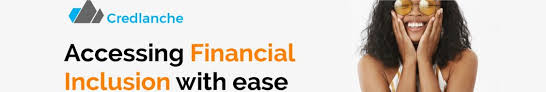 Credlanche
Accessing Financial
Inclusion with ease